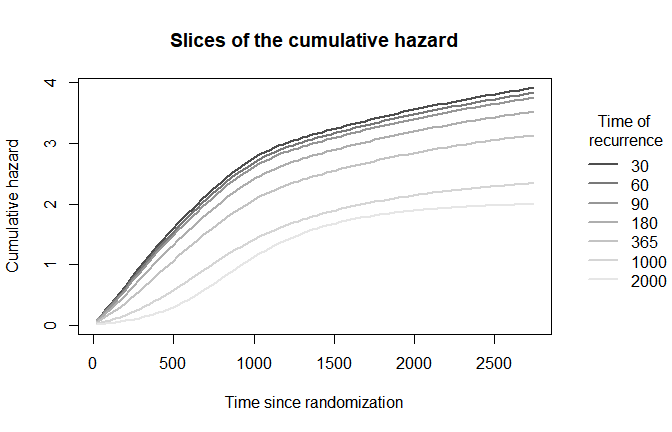 Slices of the cumulative hazard
Cumulative hazard
4
3
2
1
0
0 500 1000 1500 2000 2500
Time since randomization
Time of
recurrence
30
60
90
180
365
1000
2000